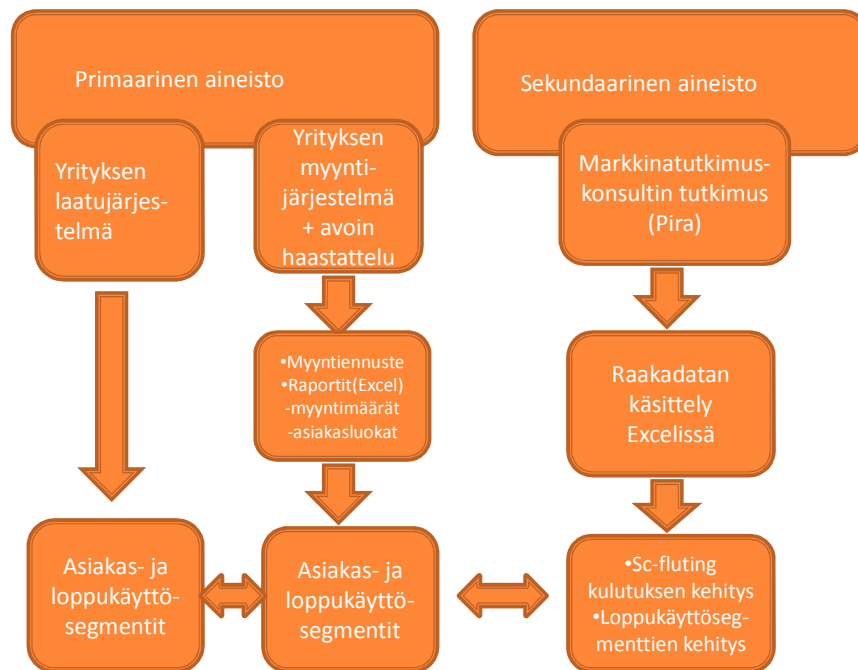 Primaarinen aineisto
Sekundaarinen aineisto
Yrityksen
laatujärjes-
telmä
Yrityksen
myynti-
järjestelmä
+ avoin
haastattelu
Markkinatutkimus-
konsultin tutkimus
(Pira)
•Myyntiennuste
•Raportit(Excel)
-myyntimäärät
-asiakasluokat
Raakadatan
käsittely
Excelissä
Asiakas- ja
loppukäyttö-
segmentit
Asiakas- ja
loppukäyttö-
segmentit
•Sc-fluting
kulutuksen kehitys
•Loppukäyttöseg-
menttien kehitys